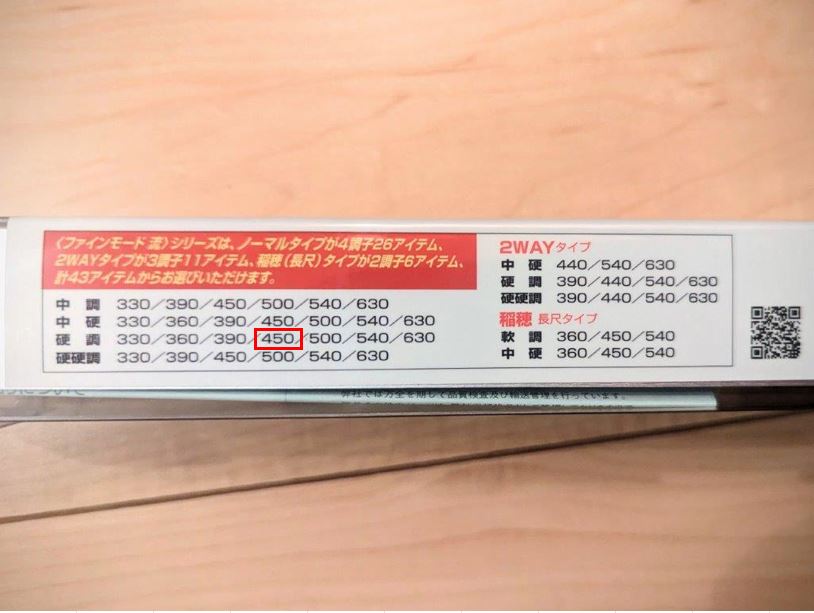 〈ファインモード 流〉シリーズは、ノーマルタイプが4調子26アイテム、
2WAYタイプが3調子11アイテム、稲穂(長尺)タイプが2調子6アイテム、
計43アイテムからお選びいただけます。
中 調 330/390/450/500/540/630
中 硬 330/360/390/450/500/540/630
硬 調 330/360/390/450/500/540/630
硬硬調 330/390/450/500/540/630
2WAYタイプ
中 硬 440/540/630
硬 調 390/440/540/630
硬硬調 390/440/540/630
稲穂 長尺タイプ
軟 調 360/450/540
中 硬 360/450/540
について
弊社では万全を期して品質検査及び輸送管理を行っています。